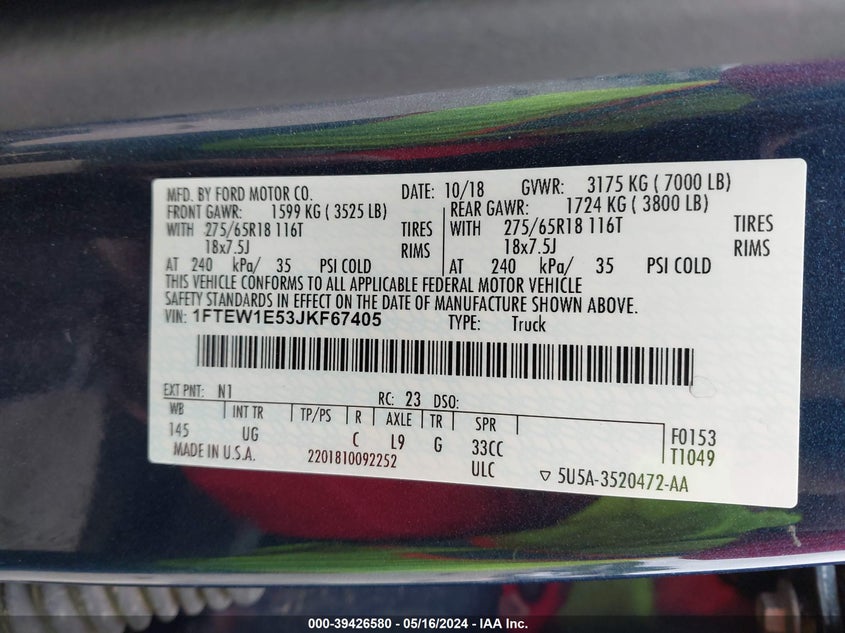 MFD. BY FORD MOTOR CO. DATE: 10/18 GVWR: 3175 KG ( 7000 LB)
FRONT GAWR: 1599 KG ( 3525 LB) REAR GAWR: 1724 KG ( 3800 LB)
WITH 275/65R18 116T TIRES WITH 275/65R18 116T TIRES
18x7.5J RIMS 18x7.5J RIMS
AT 240 kPa/ 35 PSI COLD AT 240 kPa/ 35 PSI COLD
THIS VEHICLE CONFORMS TO ALL APPLICABLE FEDERAL MOTOR VEHICLE
SAFETY STANDARDS IN EFFECT ON THE DATE OF MANUFACTURE SHOWN ABOVE.
VIN: 1FTEW1E53JKF67405 TYPE: Truck
EXT PNT: N1 RC: 23 DSO:
WB INT TR TP/PS R AXLE TR SPR F0153
145 UG C L9 G 33CC T1049
MADE IN U.S.A. 2201810092252 ULC ▽ 5U5A-3520472-AA
000-39426580 - 05/16/2024 - IAA Inc.